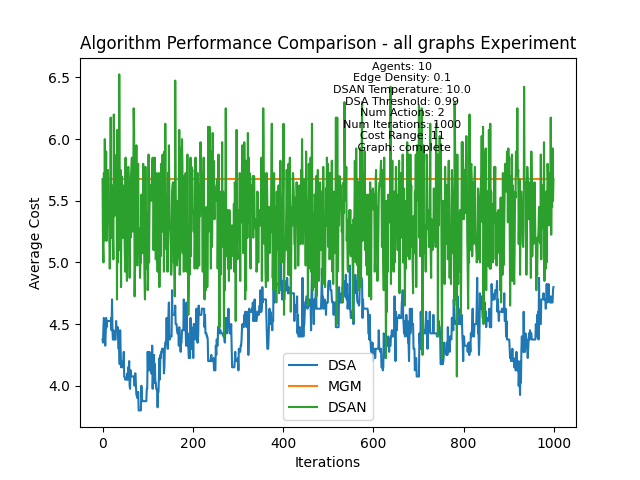 Algorithm Performance Comparison - all graphs Experiment
Agents: 10
Edge Density: 0.1
DSAN Temperature: 10.0
DSA Threshold: 0.99
Num Actions: 2
Num Iterations: 1000
Cost Range: 11
Graph: complete
6.5
6.0
5.5
5.0
4.5
4.0
Average Cost
DSA
MGM
DSAN
0
200
400
600
800
1000
Iterations